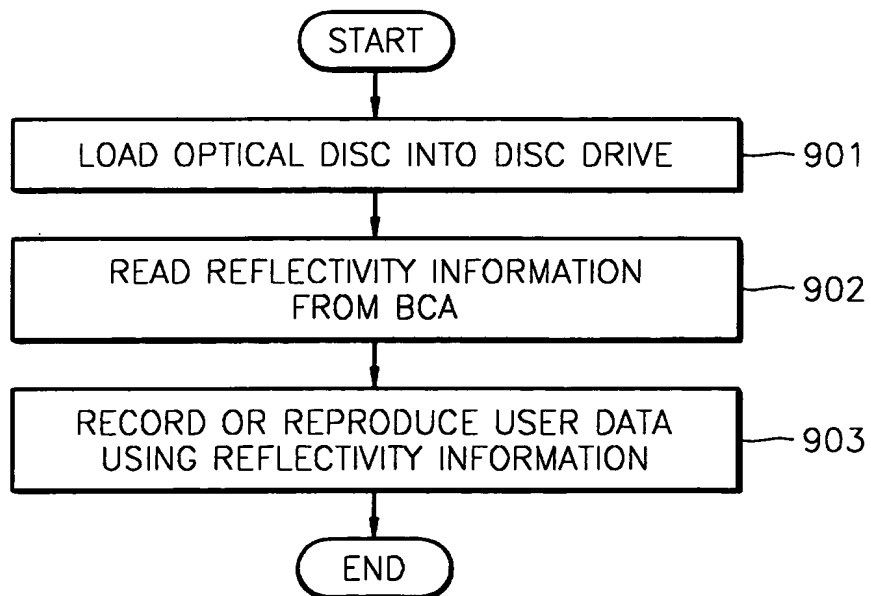 START
LOAD OPTICAL DISC INTO DISC DRIVE
901
READ REFLECTIVITY INFORMATION
FROM BCA
902
RECORD OR REPRODUCE USER DATA
USING REFLECTIVITY INFORMATION
903
END